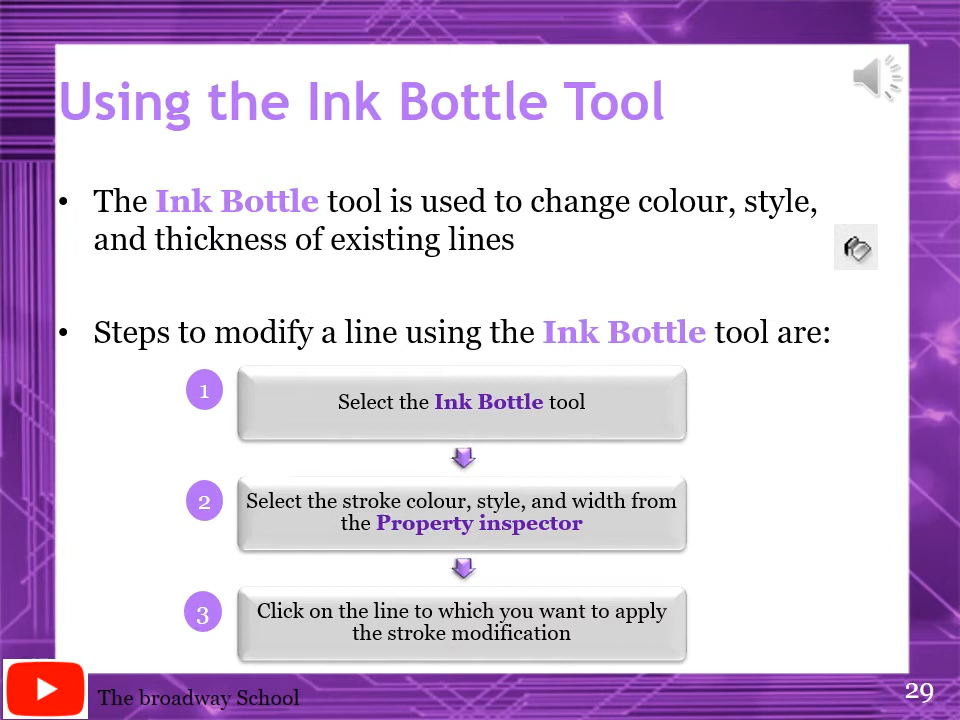 Using the Ink Bottle Tool
• The Ink Bottle tool is used to change colour, style,
and thickness of existing lines
• Steps to modify a line using the Ink Bottle tool are:
1
Select the Ink Bottle tool
2
Select the stroke colour, style, and width from
the Property inspector
3
Click on the line to which you want to apply
the stroke modification
The broadway School
29